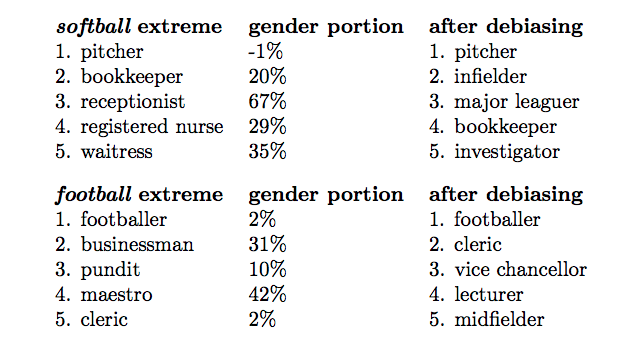 softball extreme gender portion after debiasing
1. pitcher -1% 1. pitcher
2. bookkeeper 20% 2. infielder
3. receptionist 67% 3. major leaguer
4. registered nurse 29% 4. bookkeeper
5. waitress 35% 5. investigator
football extreme gender portion after debiasing
1. footballer 2% 1. footballer
2. businessman 31% 2. cleric
3. pundit 10% 3. vice chancellor
4. maestro 42% 4. lecturer
5. cleric 2% 5. midfielder